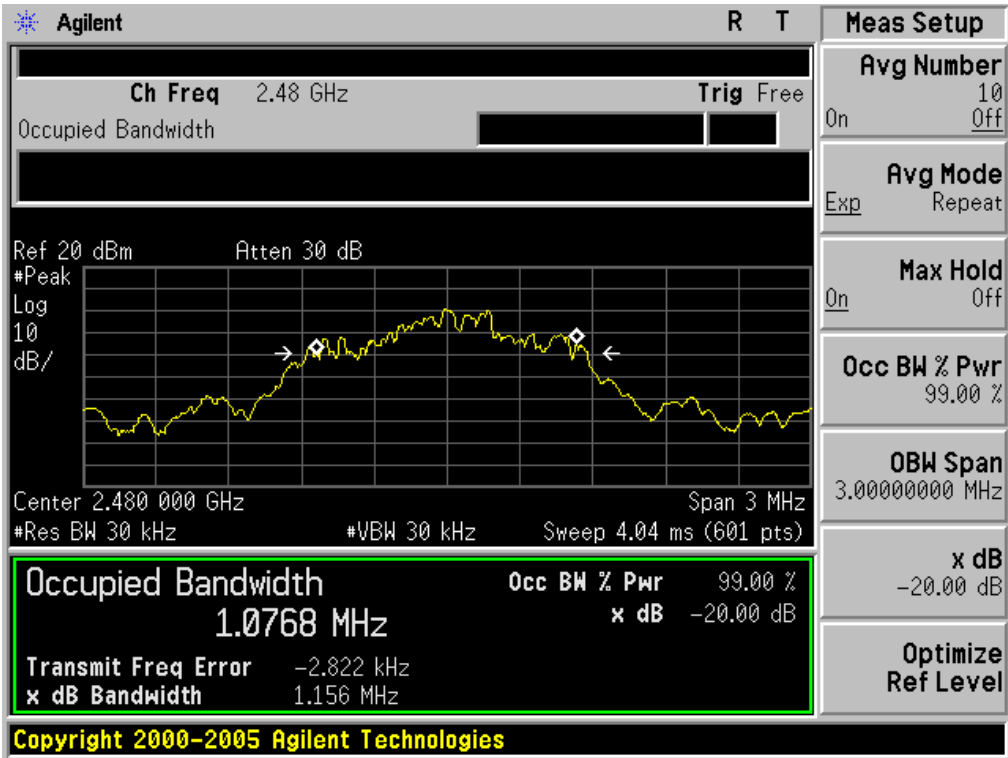 Agilent R T Meas Setup
Ch Freq 2.48 GHz Trig Free
Occupied Bandwidth
Ref 20 dBm Atten 30 dB
#Peak
Log
10
dB/
Center 2.480 000 GHz Span 3 MHz
#Res BW 30 kHz #VBW 30 kHz Sweep 4.04 ms (601 pts)
Occupied Bandwidth Occ BW % Pwr 99.00 %
1.0768 MHz x dB -20.00 dB
Transmit Freq Error -2.822 kHz
x dB Bandwidth 1.156 MHz
Copyright 2000-2005 Agilent Technologies
Avg Number
10
On Off
Avg Mode
Exp Repeat
Max Hold
On Off
Occ BW % Pwr
99.00 %
OBW Span
3.00000000 MHz
x dB
-20.00 dB
Optimize
Ref Level